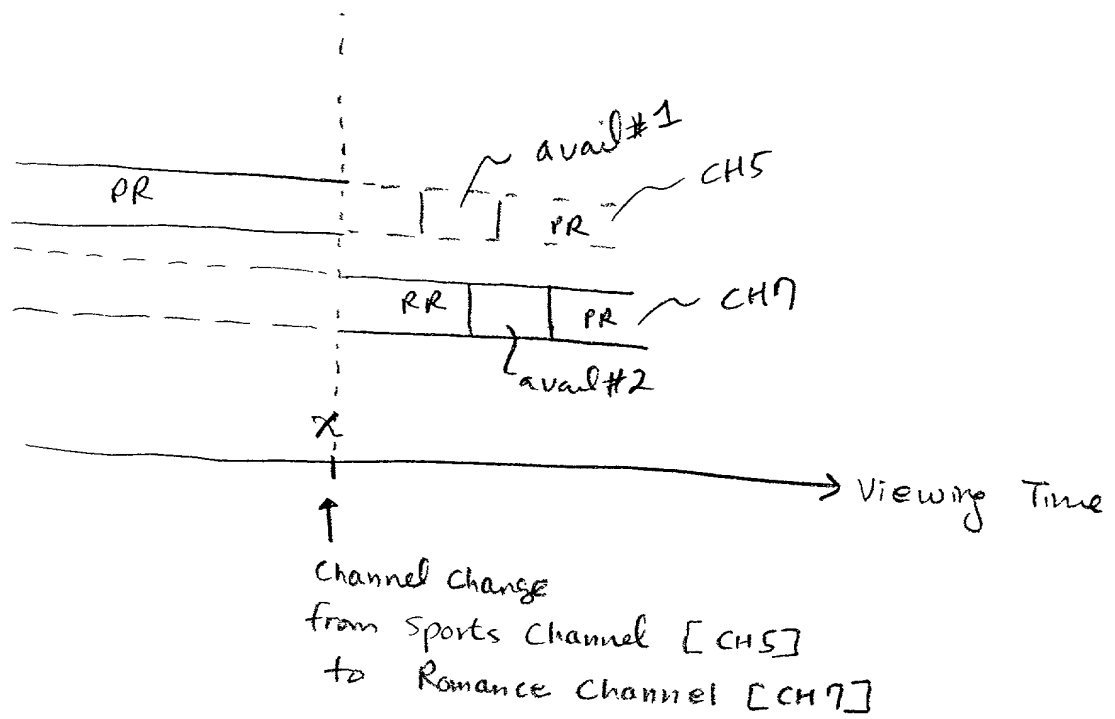 avail #1
PR
CH5
PR
RR
PR
CH7
avail #2
X
Viewing Time
Channel Change
from Sports Channel [CH5]
to Romance Channel [CH7]